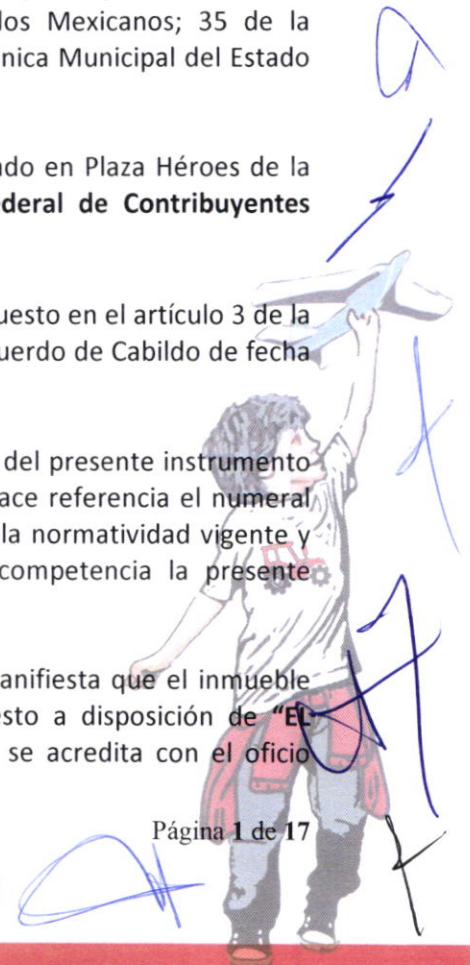 los Mexicanos; 35 de la
nica Municipal del Estado
ado en Plaza Héroes de la
ederal de Contribuyentes
uesto en el artículo 3 de la
uerdo de Cabildo de fecha
del presente instrumento
ace referencia el numeral
la normatividad vigente y
competencia la presente
anifiesta que el inmueble
esto a disposición de "EL
se acredita con el oficio
Página 1 de 17